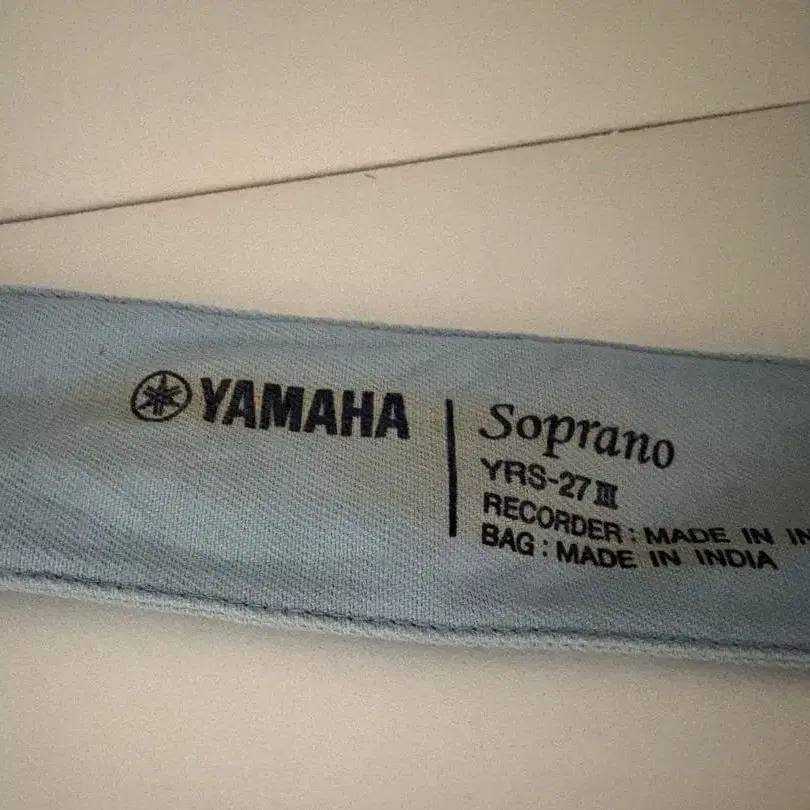 YAMAHA
Soprano
YRS-27III
RECORDER : MADE IN
BAG : MADE IN INDIA